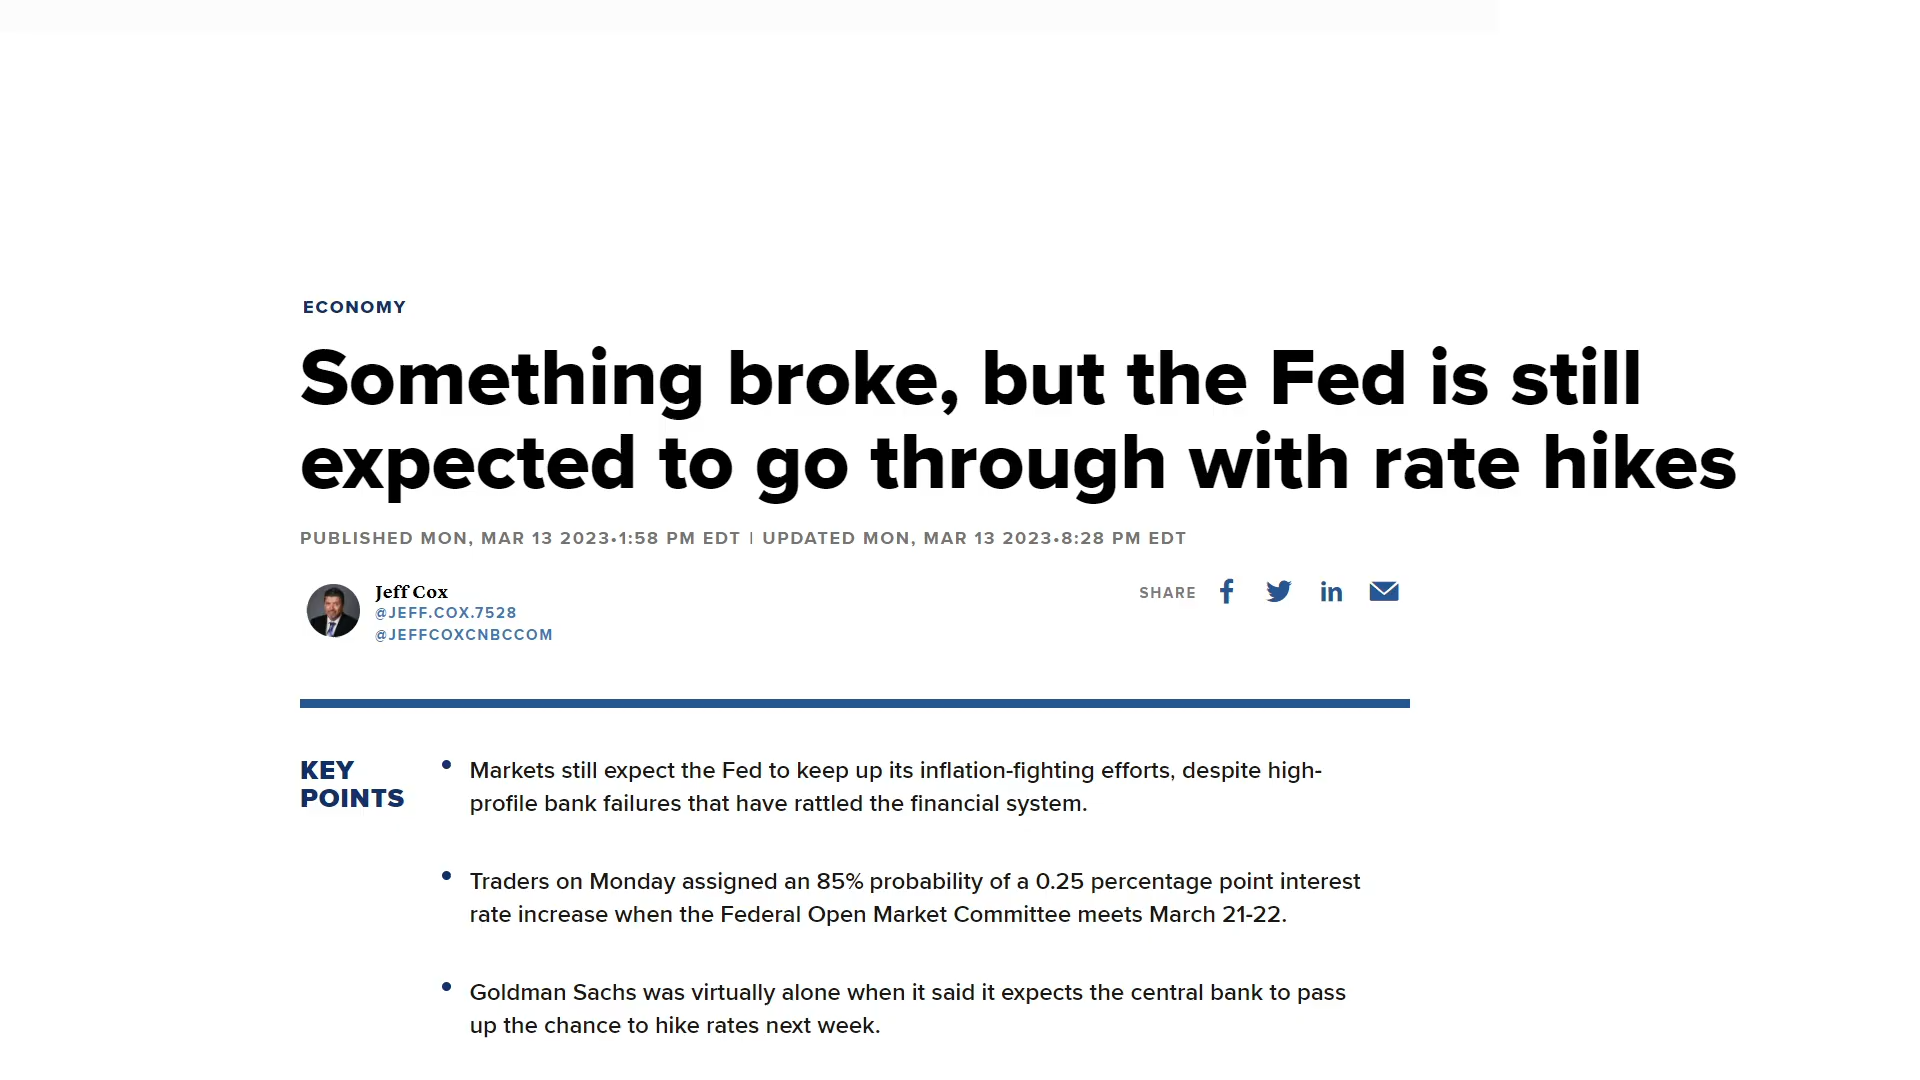 ECONOMY
Something broke, but the Fed is still
expected to go through with rate hikes
PUBLISHED MON, MAR 13 2023•1:58 PM EDT | UPDATED MON, MAR 13 2023•8:28 PM EDT
Jeff Cox
@JEFF.COX.7528
@JEFFCOXCNBCCOM
SHARE
KEY
POINTS
• Markets still expect the Fed to keep up its inflation-fighting efforts, despite high-
profile bank failures that have rattled the financial system.
• Traders on Monday assigned an 85% probability of a 0.25 percentage point interest
rate increase when the Federal Open Market Committee meets March 21-22.
• Goldman Sachs was virtually alone when it said it expects the central bank to pass
up the chance to hike rates next week.